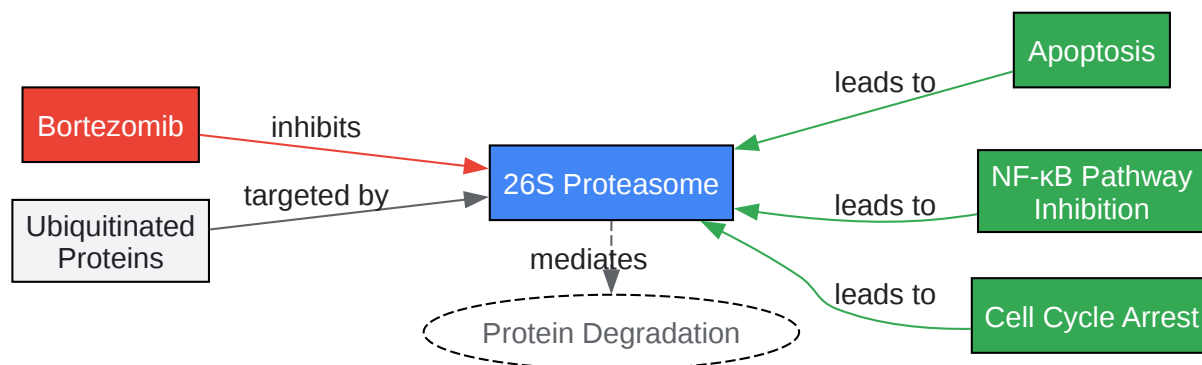 Bortezomib
inhibits
Ubiquitinated
Proteins
targeted by
26S Proteasome
mediates
Protein Degradation
leads to
Apoptosis
leads to
NF-κB Pathway
Inhibition
leads to
Cell Cycle Arrest